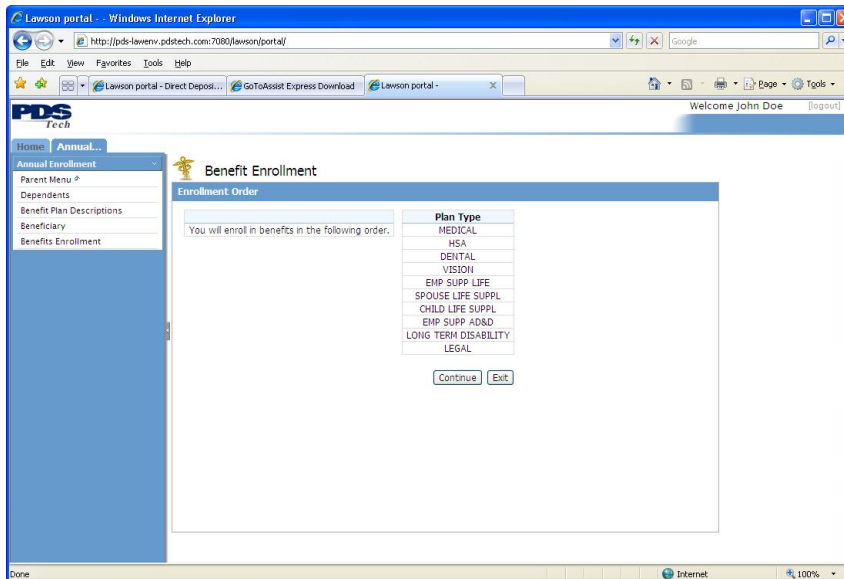 Lawson portal - - Windows Internet Explorer
http://pds-lawenv.pdstech.com:7080/lawson/portal/
Google
File Edit View Favorites Tools Help
Lawson portal - Direct Deposi... GoToAssist Express Download Lawson portal - X
Page Tools
PDS
Tech
Welcome John Doe [logout]
Home Annual...
Annual Enrollment
Parent Menu
Dependents
Benefit Plan Descriptions
Beneficiary
Benefits Enrollment
Benefit Enrollment
Enrollment Order
You will enroll in benefits in the following order.
Plan Type
MEDICAL
HSA
DENTAL
VISION
EMP SUPP LIFE
SPOUSE LIFE SUPPL
CHILD LIFE SUPPL
EMP SUPP AD&D
LONG TERM DISABILITY
LEGAL
Continue Exit
Done Internet 100%